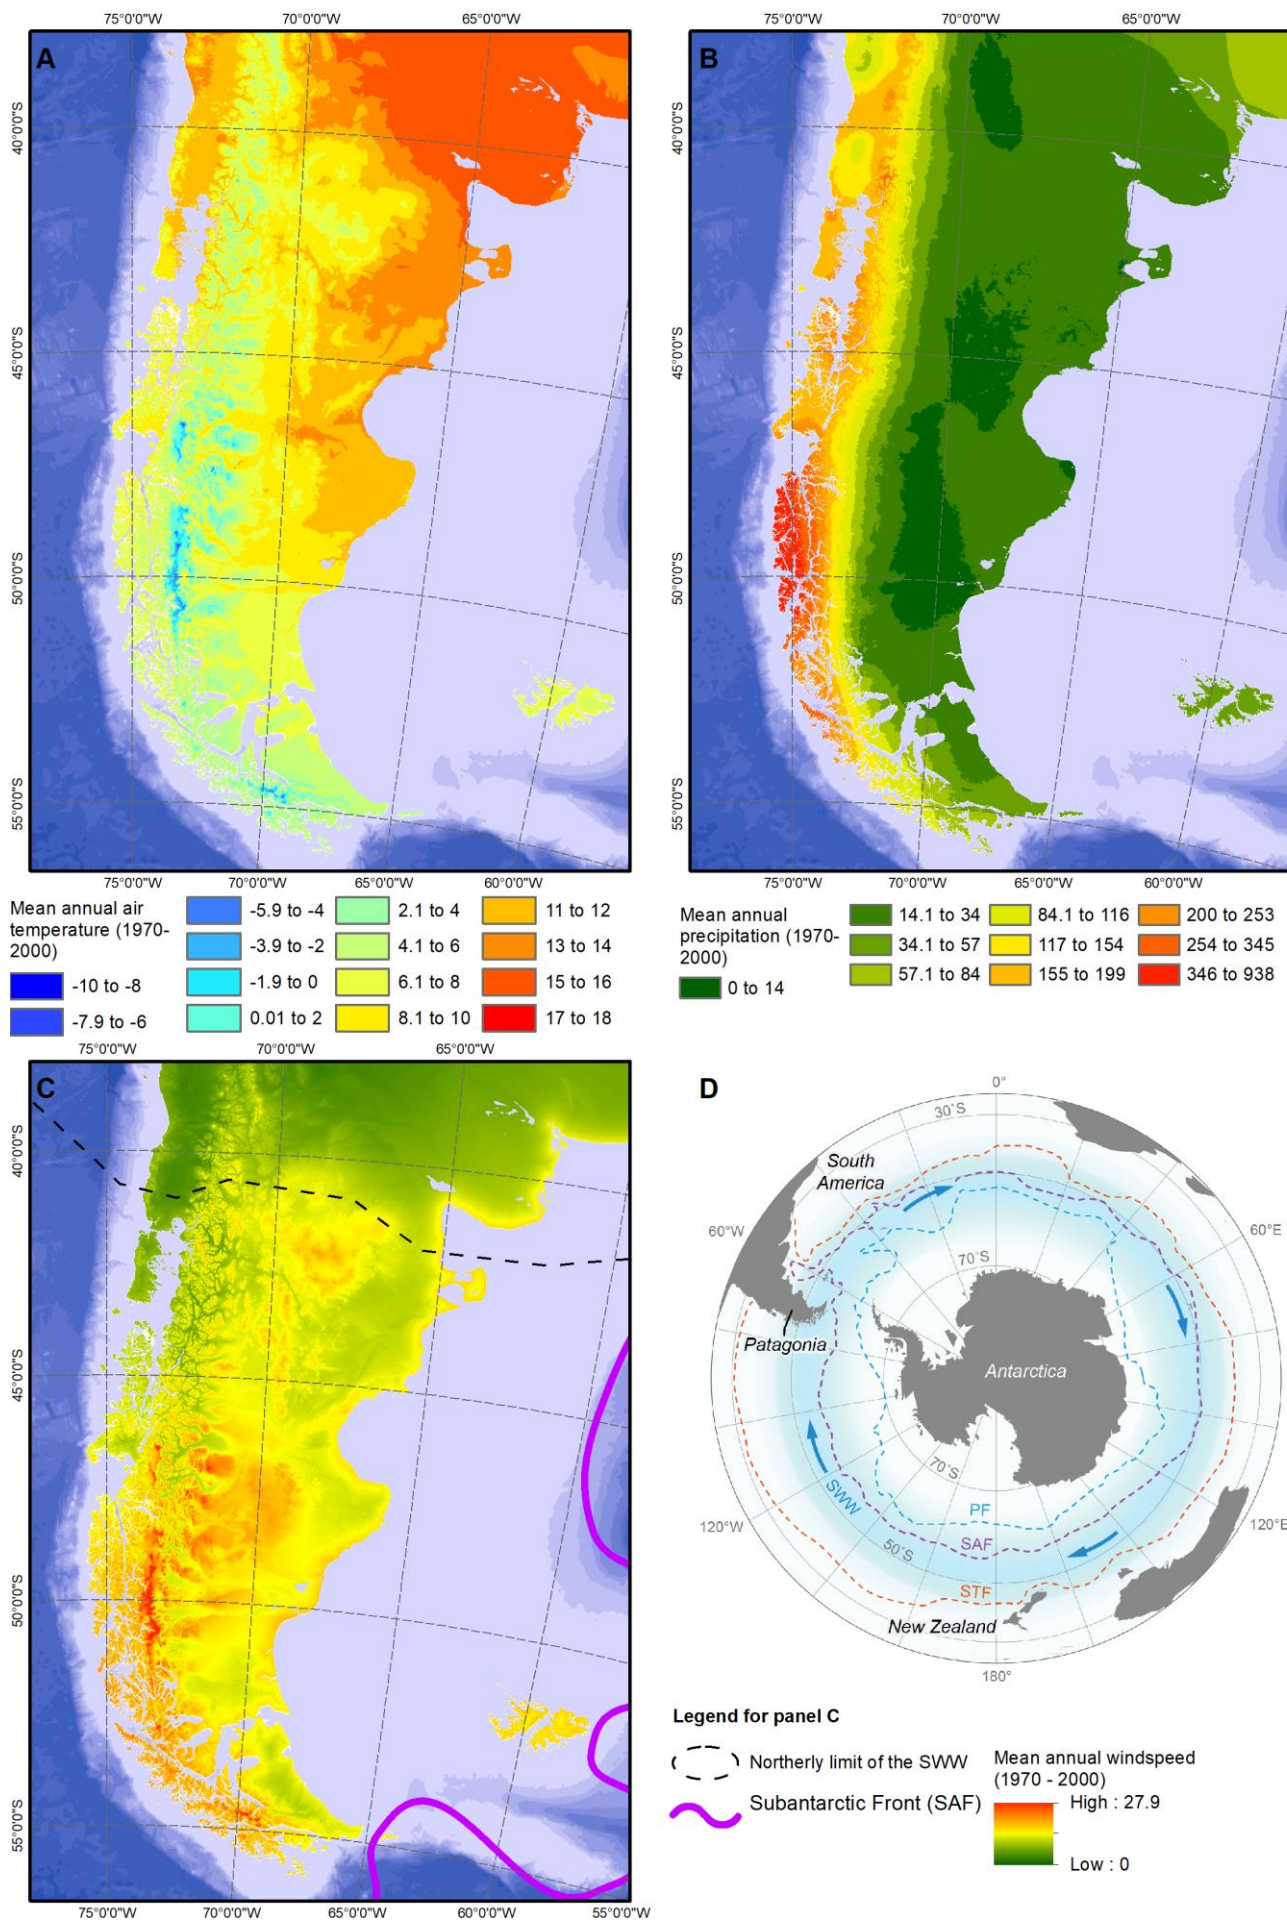 75°0'0"W
70°0'0"W
65°0'0"W
A
40°0'0"S
45°0'0"S
50°0'0"S
55°0'0"S
75°0'0"W
70°0'0"W
65°0'0"W
60°0'0"W
75°0'0"W
70°0'0"W
65°0'0"W
B
40°0'0"S
45°0'0"S
50°0'0"S
55°0'0"S
75°0'0"W
70°0'0"W
65°0'0"W
60°0'0"W
Mean annual air
temperature (1970-
2000)
-10 to -8
-7.9 to -6
-5.9 to -4
-3.9 to -2
-1.9 to 0
0.01 to 2
2.1 to 4
4.1 to 6
6.1 to 8
8.1 to 10
11 to 12
13 to 14
15 to 16
17 to 18
Mean annual
precipitation (1970-
2000)
0 to 14
14.1 to 34
34.1 to 57
57.1 to 84
84.1 to 116
117 to 154
155 to 199
200 to 253
254 to 345
346 to 938
75°0'0"W
70°0'0"W
65°0'0"W
C
40°0'0"S
45°0'0"S
50°0'0"S
55°0'0"S
75°0'0"W
70°0'0"W
65°0'0"W
60°0'0"W
55°0'0"W
D
0°
30°S
South
America
60°W
60°E
70°S
Patagonia
Antarctica
70°S
SWW
PF
SAF
50°S
STF
120°W
120°E
New Zealand
180°
Legend for panel C
Northerly limit of the SWW
Subantarctic Front (SAF)
Mean annual windspeed
(1970 - 2000)
High : 27.9
Low : 0